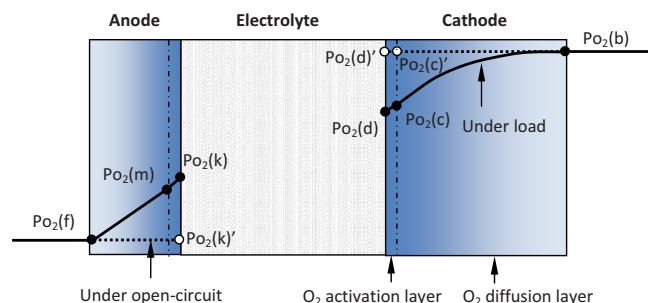 Anode Electrolyte Cathode
Po₂(b)
Po₂(d)’ Po₂(c)’
Po₂(d) Po₂(c)
Under load
Po₂(k)
Po₂(m)
Po₂(f)
Po₂(k)’
Under open-circuit O₂ activation layer O₂ diffusion layer